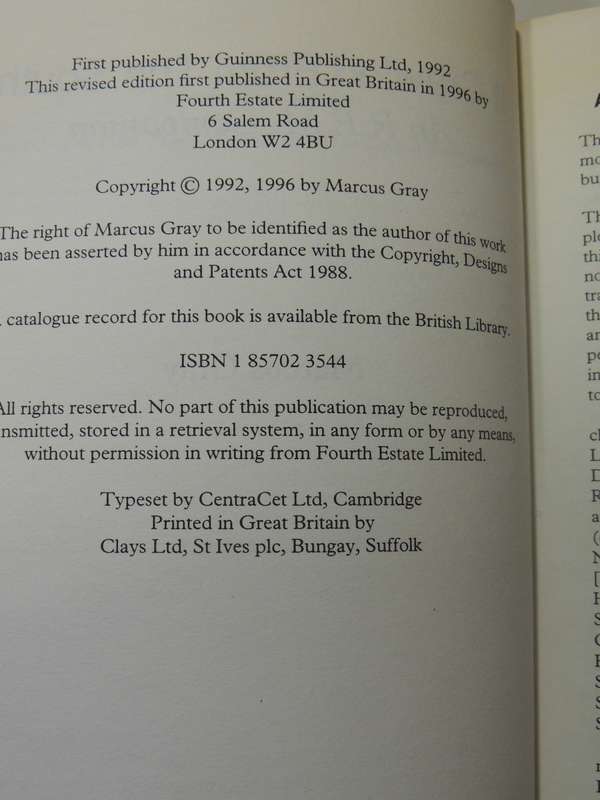 First published by Guinness Publishing Ltd, 1992
This revised edition first published in Great Britain in 1996 by
Fourth Estate Limited
6 Salem Road
London W2 4BU
Copyright © 1992, 1996 by Marcus Gray
The right of Marcus Gray to be identified as the author of this work
has been asserted by him in accordance with the Copyright, Designs
and Patents Act 1988.
catalogue record for this book is available from the British Library.
ISBN 1 85702 3544
All rights reserved. No part of this publication may be reproduced,
nsmitted, stored in a retrieval system, in any form or by any means,
without permission in writing from Fourth Estate Limited.
Typeset by CentraCet Ltd, Cambridge
Printed in Great Britain by
Clays Ltd, St Ives plc, Bungay, Suffolk